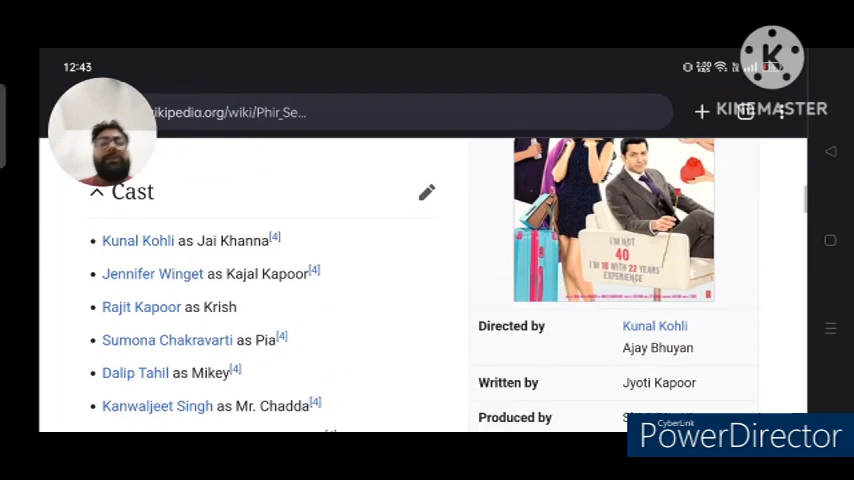 12:43
2.00
KINEMASTER
ikipedia.org/wiki/Phir_Se...
Cast
Kunal Kohli as Jai Khanna[4]
Jennifer Winget as Kajal Kapoor[4]
Rajit Kapoor as Krish
Sumona Chakravarti as Pia[4]
Dalip Tahil as Mikey[4]
Kanwaljeet Singh as Mr. Chadda[4]
I'M NOT
40
I'M 18 WITH 22 YEARS
EXPERIENCE
Directed by
Kunal Kohli
Ajay Bhuyan
Written by
Jyoti Kapoor
Produced by
CyberLink
PowerDirector